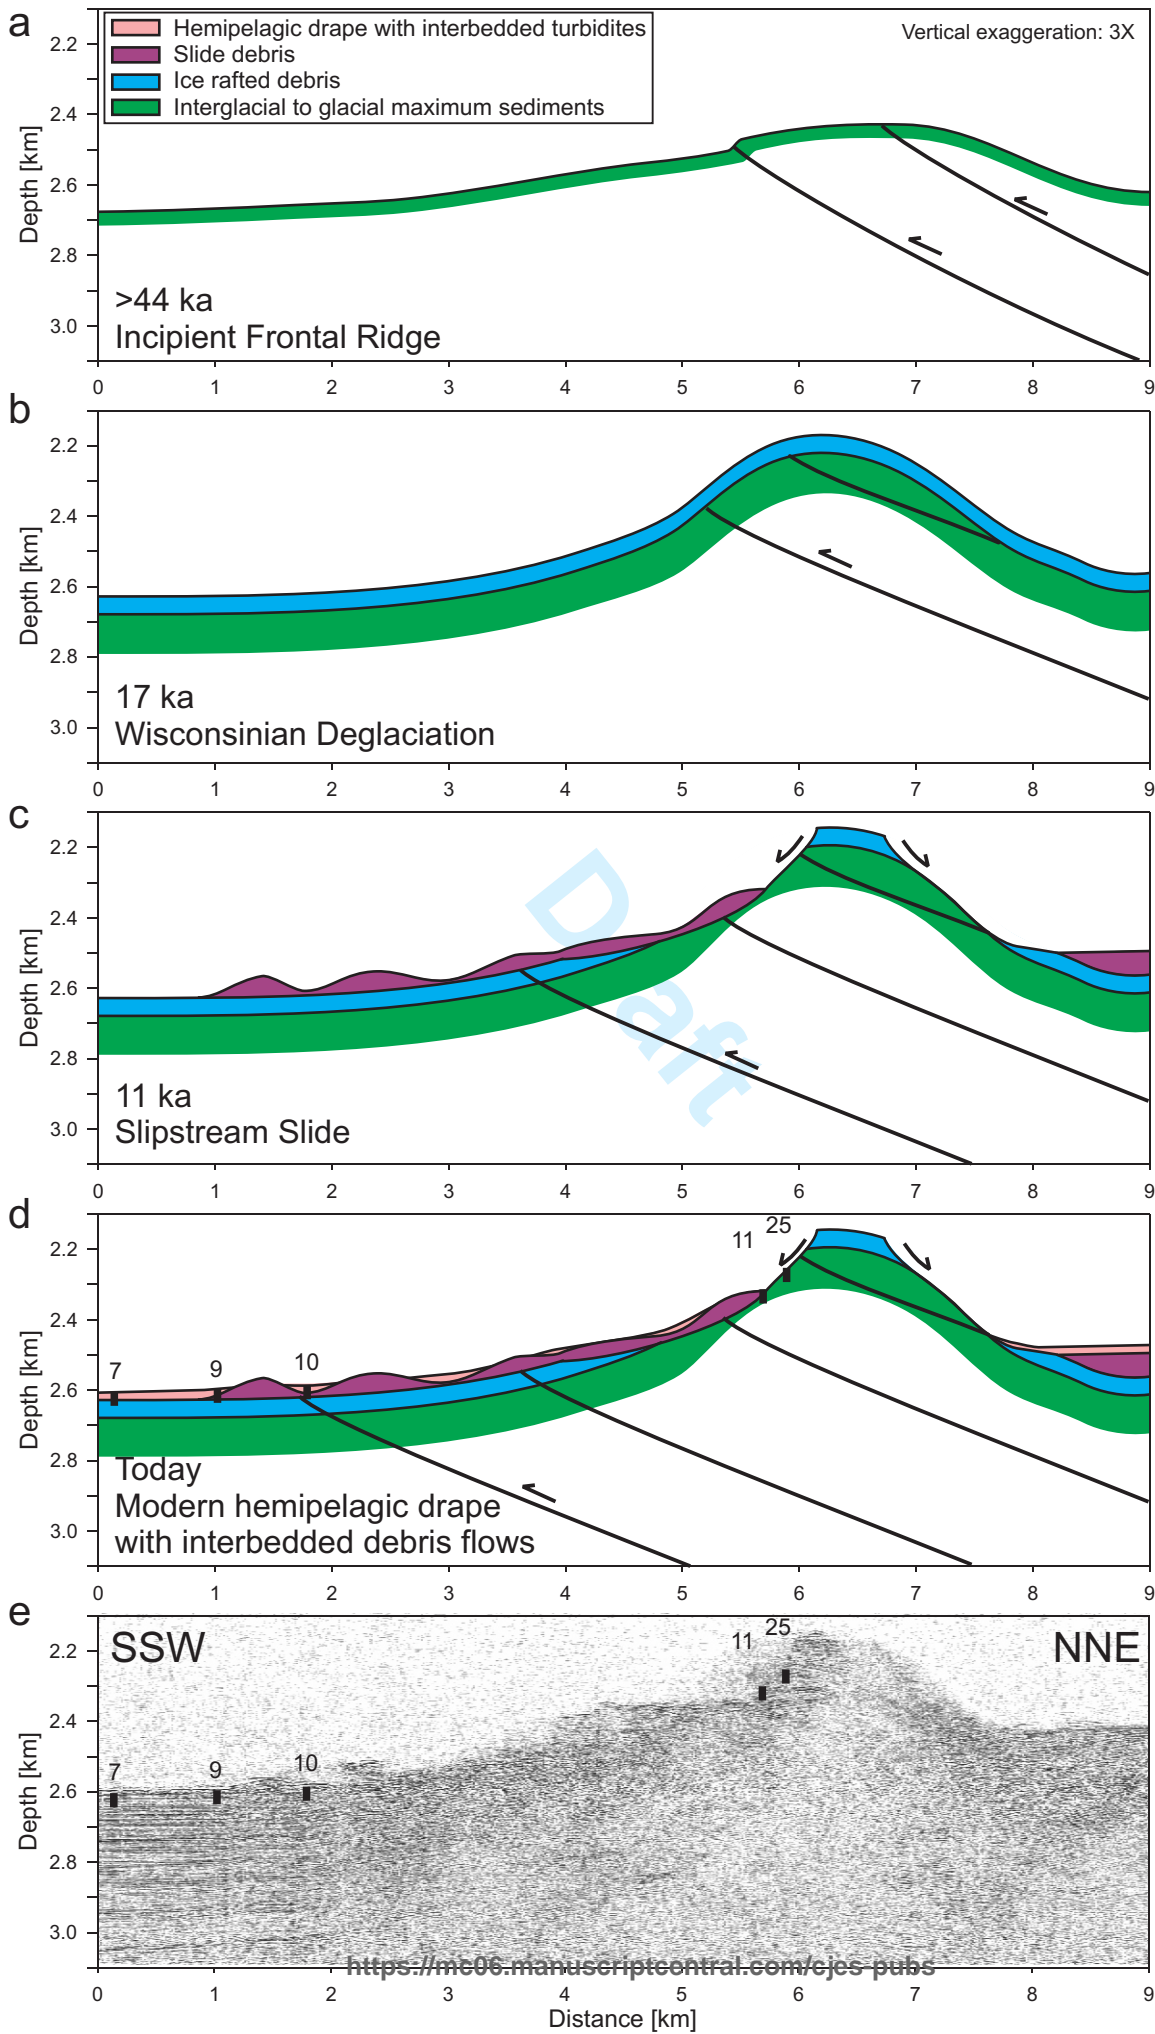 a
Hemipelagic drape with interbedded turbidites
Slide debris
Ice rafted debris
Interglacial to glacial maximum sediments
Vertical exaggeration: 3X
2.2
2.4
2.6
2.8
3.0
Depth [km]
>44 ka
Incipient Frontal Ridge
0 1 2 3 4 5 6 7 8 9
b
2.2
2.4
2.6
2.8
3.0
Depth [km]
17 ka
Wisconsinian Deglaciation
0 1 2 3 4 5 6 7 8 9
c
2.2
2.4
2.6
2.8
3.0
Depth [km]
Draft
11 ka
Slipstream Slide
0 1 2 3 4 5 6 7 8 9
d
2.2
2.4
2.6
2.8
3.0
Depth [km]
7 9 10 11 25
Today
Modern hemipelagic drape
with interbedded debris flows
0 1 2 3 4 5 6 7 8 9
e
SSW
NNE
2.2
2.4
2.6
2.8
3.0
Depth [km]
7 9 10 11 25
https://mc06.manuscriptcentral.com/cjes-pubs
0 1 2 3 4 5 6 7 8 9
Distance [km]